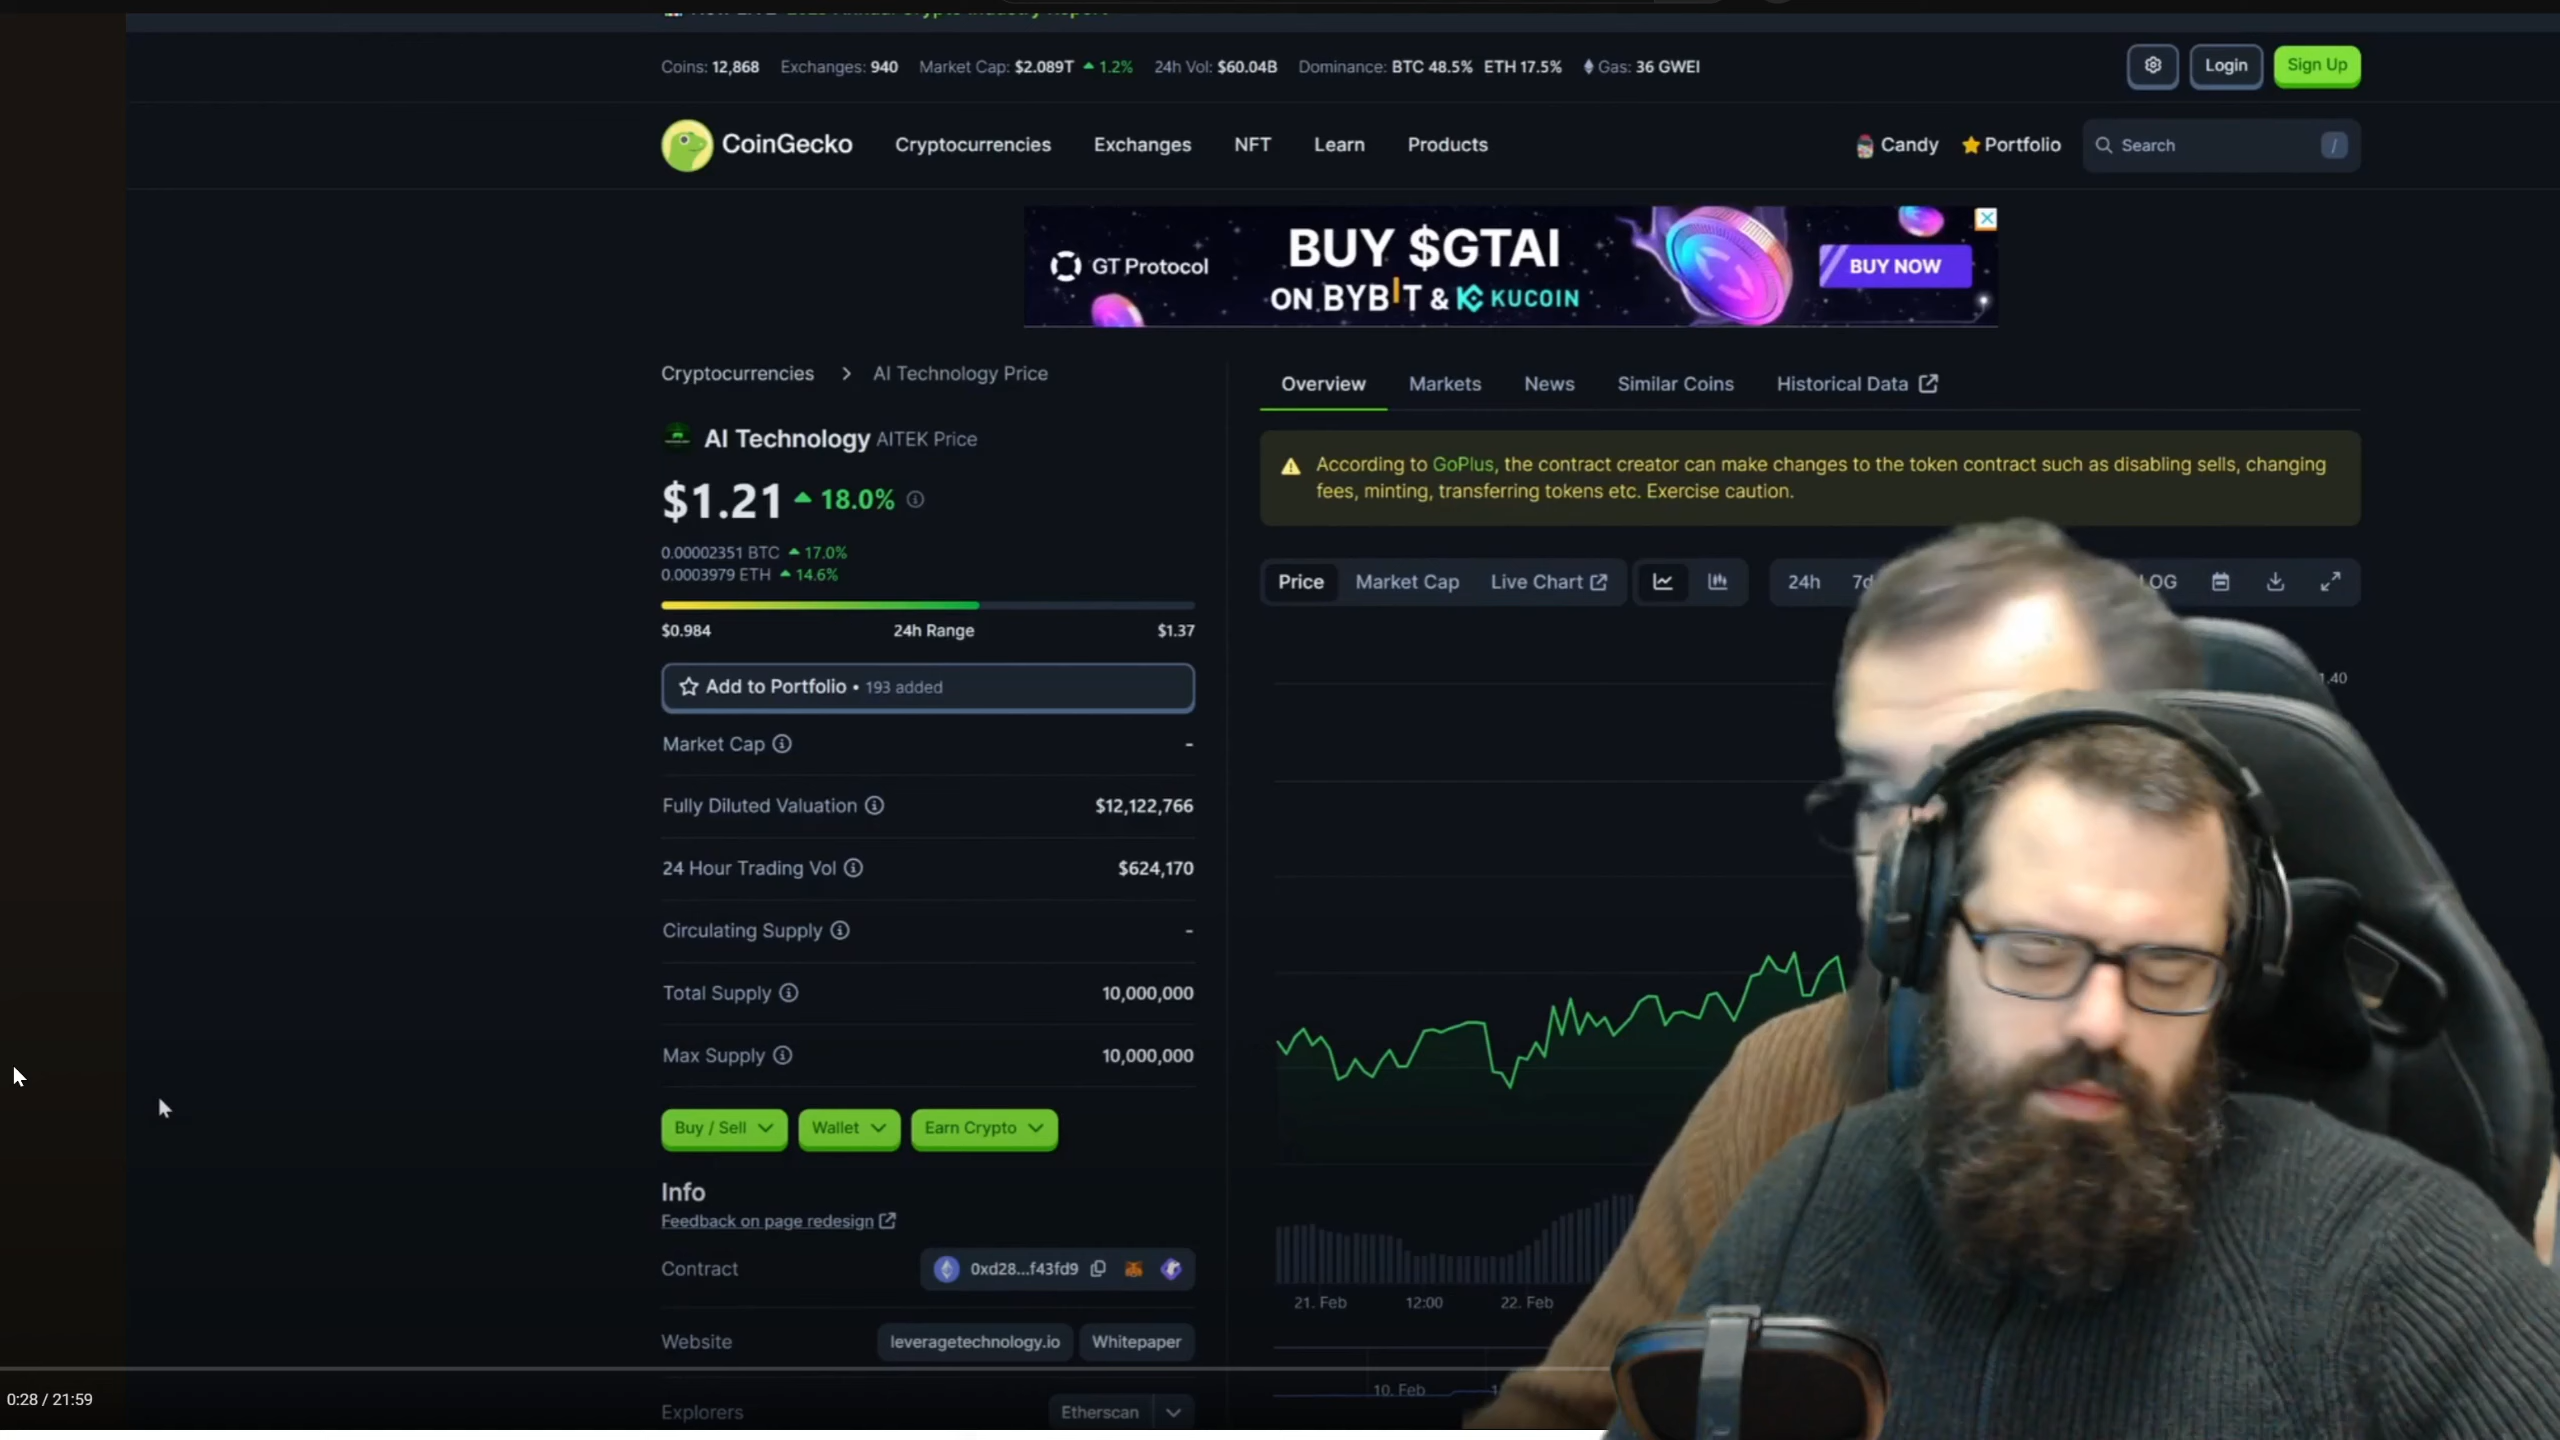 Coins: 12,868 Exchanges: 940 Market Cap: $2.089T 1.2% 24h Vol: $60.04B Dominance: BTC 48.5% ETH 17.5% Gas: 36 GWEI
Login
Sign Up
CoinGecko
Cryptocurrencies Exchanges NFT Learn Products
Candy Portfolio Search /
GT Protocol
BUY $GTAI
ON BYBIT & KUCOIN
BUY NOW
Cryptocurrencies > AI Technology Price
AI Technology AITEK Price
$1.21 18.0%
0.00002351 BTC 17.0%
0.0003979 ETH 14.6%
$0.984 24h Range $1.37
Add to Portfolio • 193 added
Market Cap -
Fully Diluted Valuation $12,122,766
24 Hour Trading Vol $624,170
Circulating Supply -
Total Supply 10,000,000
Max Supply 10,000,000
Buy / Sell Wallet Earn Crypto
Info
Feedback on page redesign
Contract 0xd28...f43fd9
Website leveragetechnology.io Whitepaper
Explorers Etherscan
Overview Markets News Similar Coins Historical Data
According to GoPlus, the contract creator can make changes to the token contract such as disabling sells, changing
fees, minting, transferring tokens etc. Exercise caution.
Price Market Cap Live Chart 24h
21. Feb 12:00 22. Feb
10. Feb
0:28 / 21:59